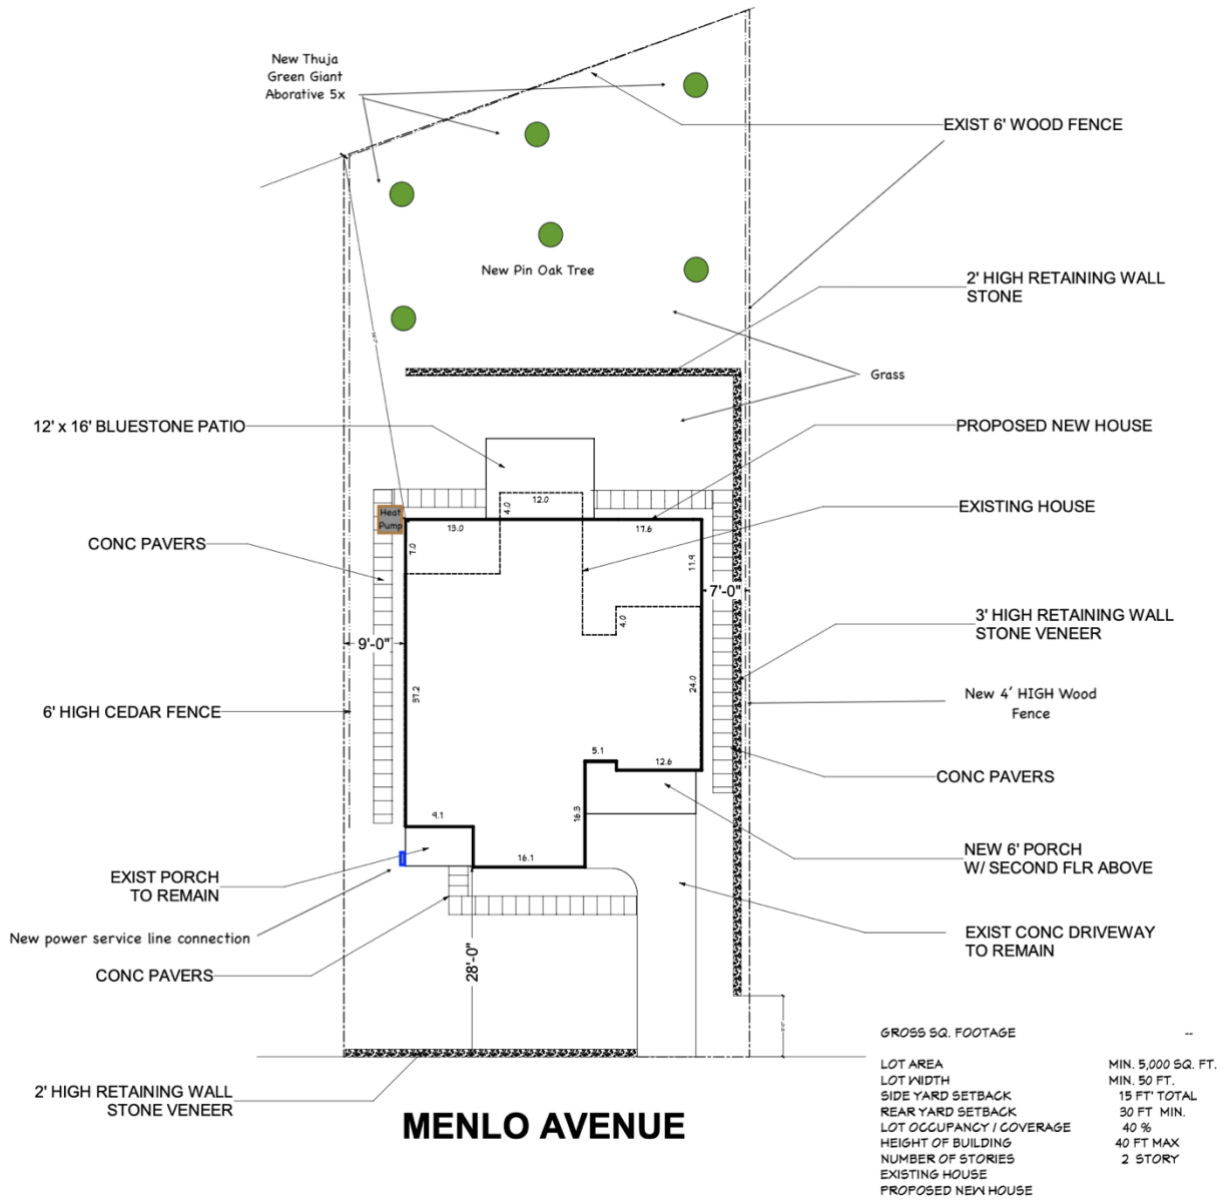 New Thuja
Green Giant
Aborative 5x
EXIST 6' WOOD FENCE
New Pin Oak Tree
2' HIGH RETAINING WALL
STONE
Grass
12' x 16' BLUESTONE PATIO
PROPOSED NEW HOUSE
12.0
4.0
EXISTING HOUSE
Heat
Pump
13.0
17.6
CONC PAVERS
7.0
11.9
7'-0"
4.0
3' HIGH RETAINING WALL
STONE VENEER
9'-0"
37.2
24.0
New 4' HIGH Wood
Fence
6' HIGH CEDAR FENCE
5.1
12.6
CONC PAVERS
9.1
16.3
16.1
NEW 6' PORCH
W/ SECOND FLR ABOVE
EXIST PORCH
TO REMAIN
New power service line connection
EXIST CONC DRIVEWAY
TO REMAIN
CONC PAVERS
28'-0"
2' HIGH RETAINING WALL
STONE VENEER
MENLO AVENUE
GROSS SQ. FOOTAGE --
LOT AREA MIN. 5,000 SQ. FT.
LOT WIDTH MIN. 50 FT.
SIDE YARD SETBACK 15 FT' TOTAL
REAR YARD SETBACK 30 FT MIN.
LOT OCCUPANCY / COVERAGE 40 %
HEIGHT OF BUILDING 40 FT MAX
NUMBER OF STORIES 2 STORY
EXISTING HOUSE
PROPOSED NEW HOUSE